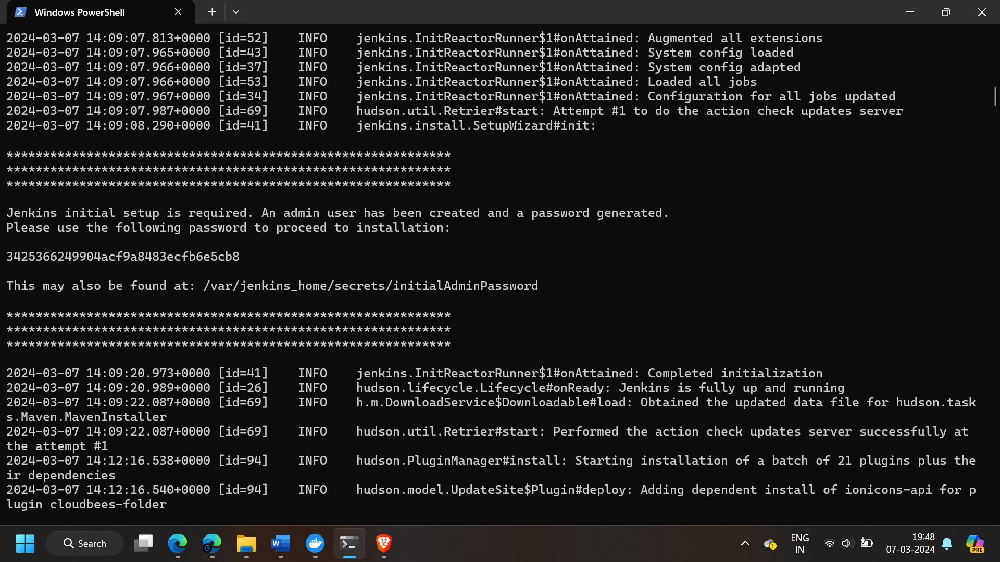 Windows PowerShell
2024-03-07 14:09:07.813+0000 [id=52]    INFO    jenkins.InitReactorRunner$1#onAttained: Augmented all extensions
2024-03-07 14:09:07.965+0000 [id=43]    INFO    jenkins.InitReactorRunner$1#onAttained: System config loaded
2024-03-07 14:09:07.966+0000 [id=37]    INFO    jenkins.InitReactorRunner$1#onAttained: System config adapted
2024-03-07 14:09:07.966+0000 [id=53]    INFO    jenkins.InitReactorRunner$1#onAttained: Loaded all jobs
2024-03-07 14:09:07.967+0000 [id=34]    INFO    jenkins.InitReactorRunner$1#onAttained: Configuration for all jobs updated
2024-03-07 14:09:07.987+0000 [id=69]    INFO    hudson.util.Retrier#start: Attempt #1 to do the action check updates server
2024-03-07 14:09:08.290+0000 [id=41]    INFO    jenkins.install.SetupWizard#init:
*************************************************************
*************************************************************
*************************************************************
Jenkins initial setup is required. An admin user has been created and a password generated.
Please use the following password to proceed to installation:
3425366249904acf9a8483ecfb6e5cb8
This may also be found at: /var/jenkins_home/secrets/initialAdminPassword
*************************************************************
*************************************************************
*************************************************************
2024-03-07 14:09:20.973+0000 [id=41]    INFO    jenkins.InitReactorRunner$1#onAttained: Completed initialization
2024-03-07 14:09:20.989+0000 [id=26]    INFO    hudson.lifecycle.Lifecycle#onReady: Jenkins is fully up and running
2024-03-07 14:09:22.087+0000 [id=69]    INFO    h.m.DownloadService$Downloadable#load: Obtained the updated data file for hudson.task
s.Maven.MavenInstaller
2024-03-07 14:09:22.087+0000 [id=69]    INFO    hudson.util.Retrier#start: Performed the action check updates server successfully at
the attempt #1
2024-03-07 14:12:16.538+0000 [id=94]    INFO    hudson.PluginManager#install: Starting installation of a batch of 21 plugins plus the
ir dependencies
2024-03-07 14:12:16.540+0000 [id=94]    INFO    hudson.model.UpdateSite$Plugin#deploy: Adding dependent install of ionicons-api for p
lugin cloudbees-folder
Search
G
W
ENG
IN
19:48
07-03-2024
PRE